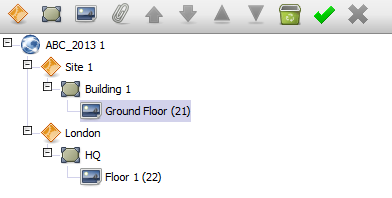 ABC_2013 1
Site 1
Building 1
Ground Floor (21)
London
HQ
Floor 1 (22)